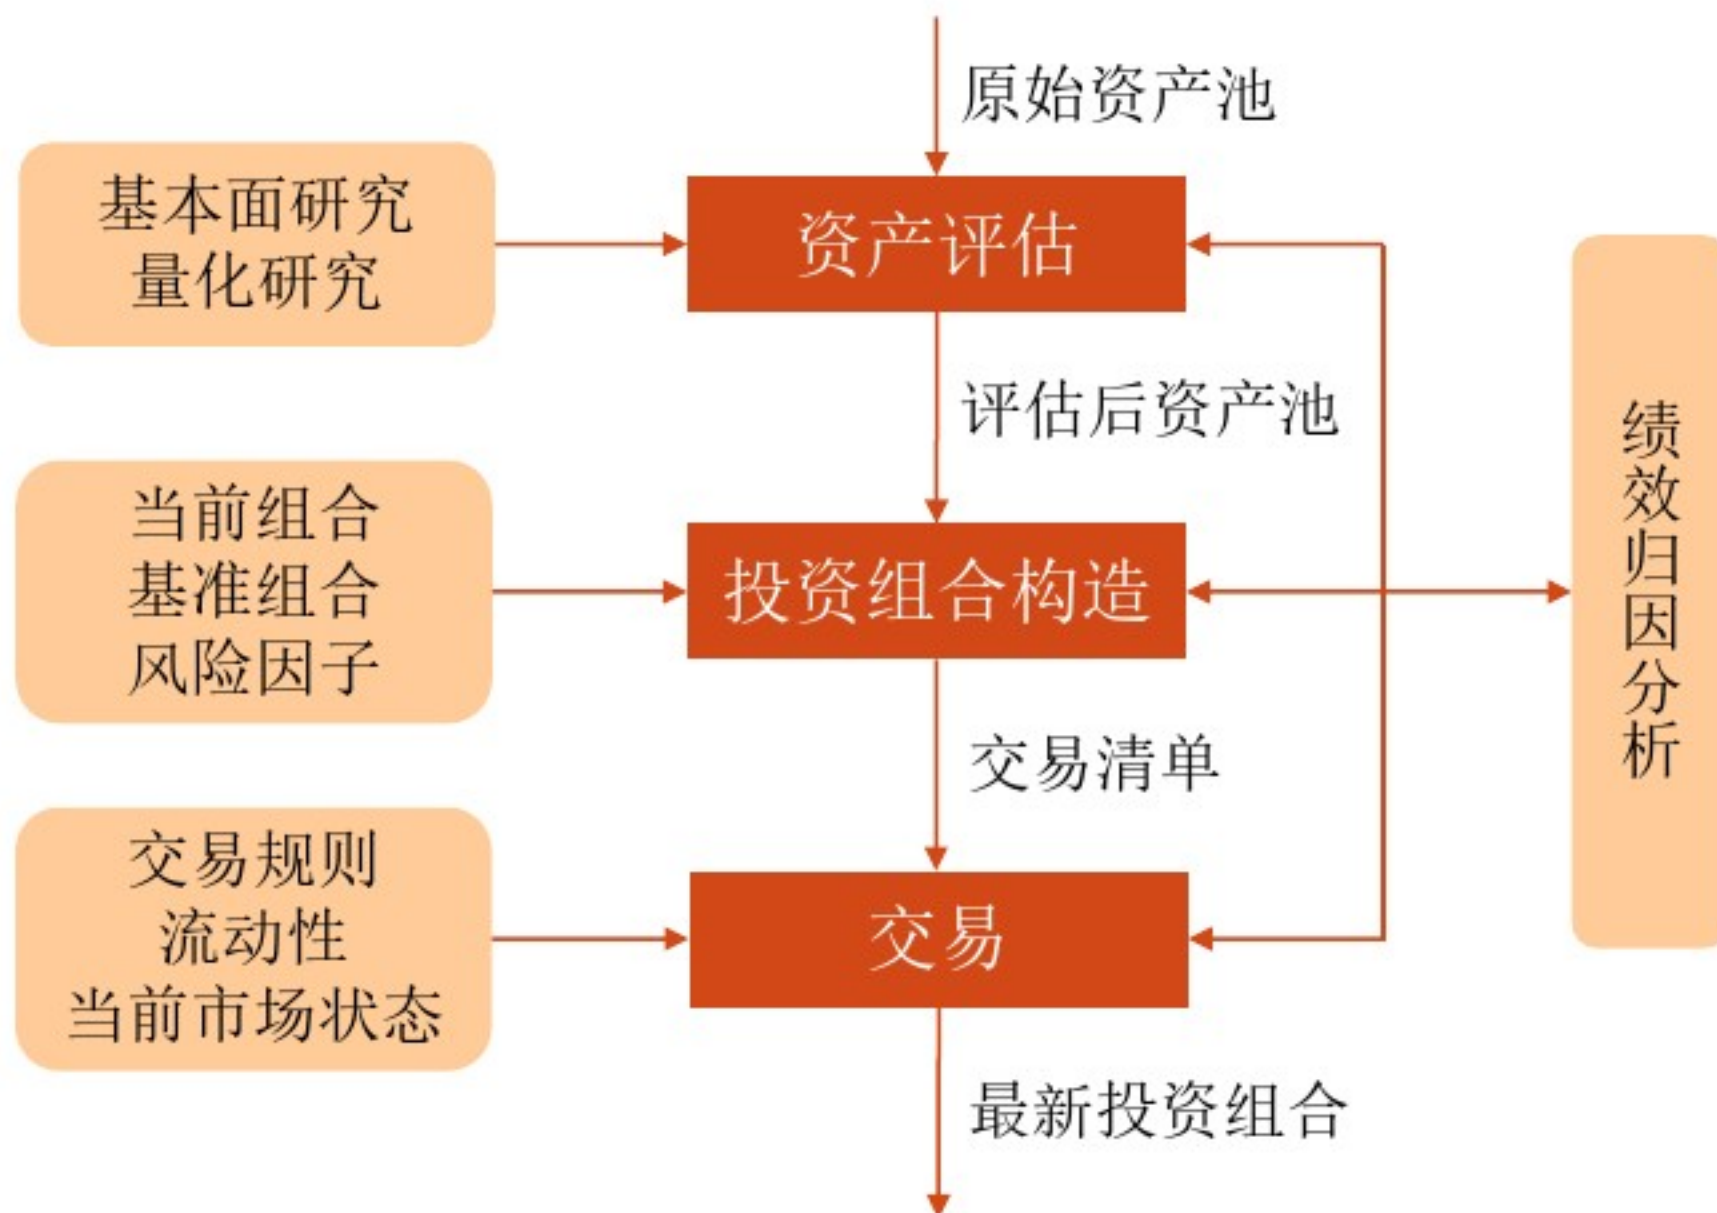 原始资产池
基本面研究
量化研究
资产评估
评估后资产池
当前组合
基准组合
风险因子
投资组合构造
绩效归因分析
交易清单
交易规则
流动性
当前市场状态
交易
最新投资组合